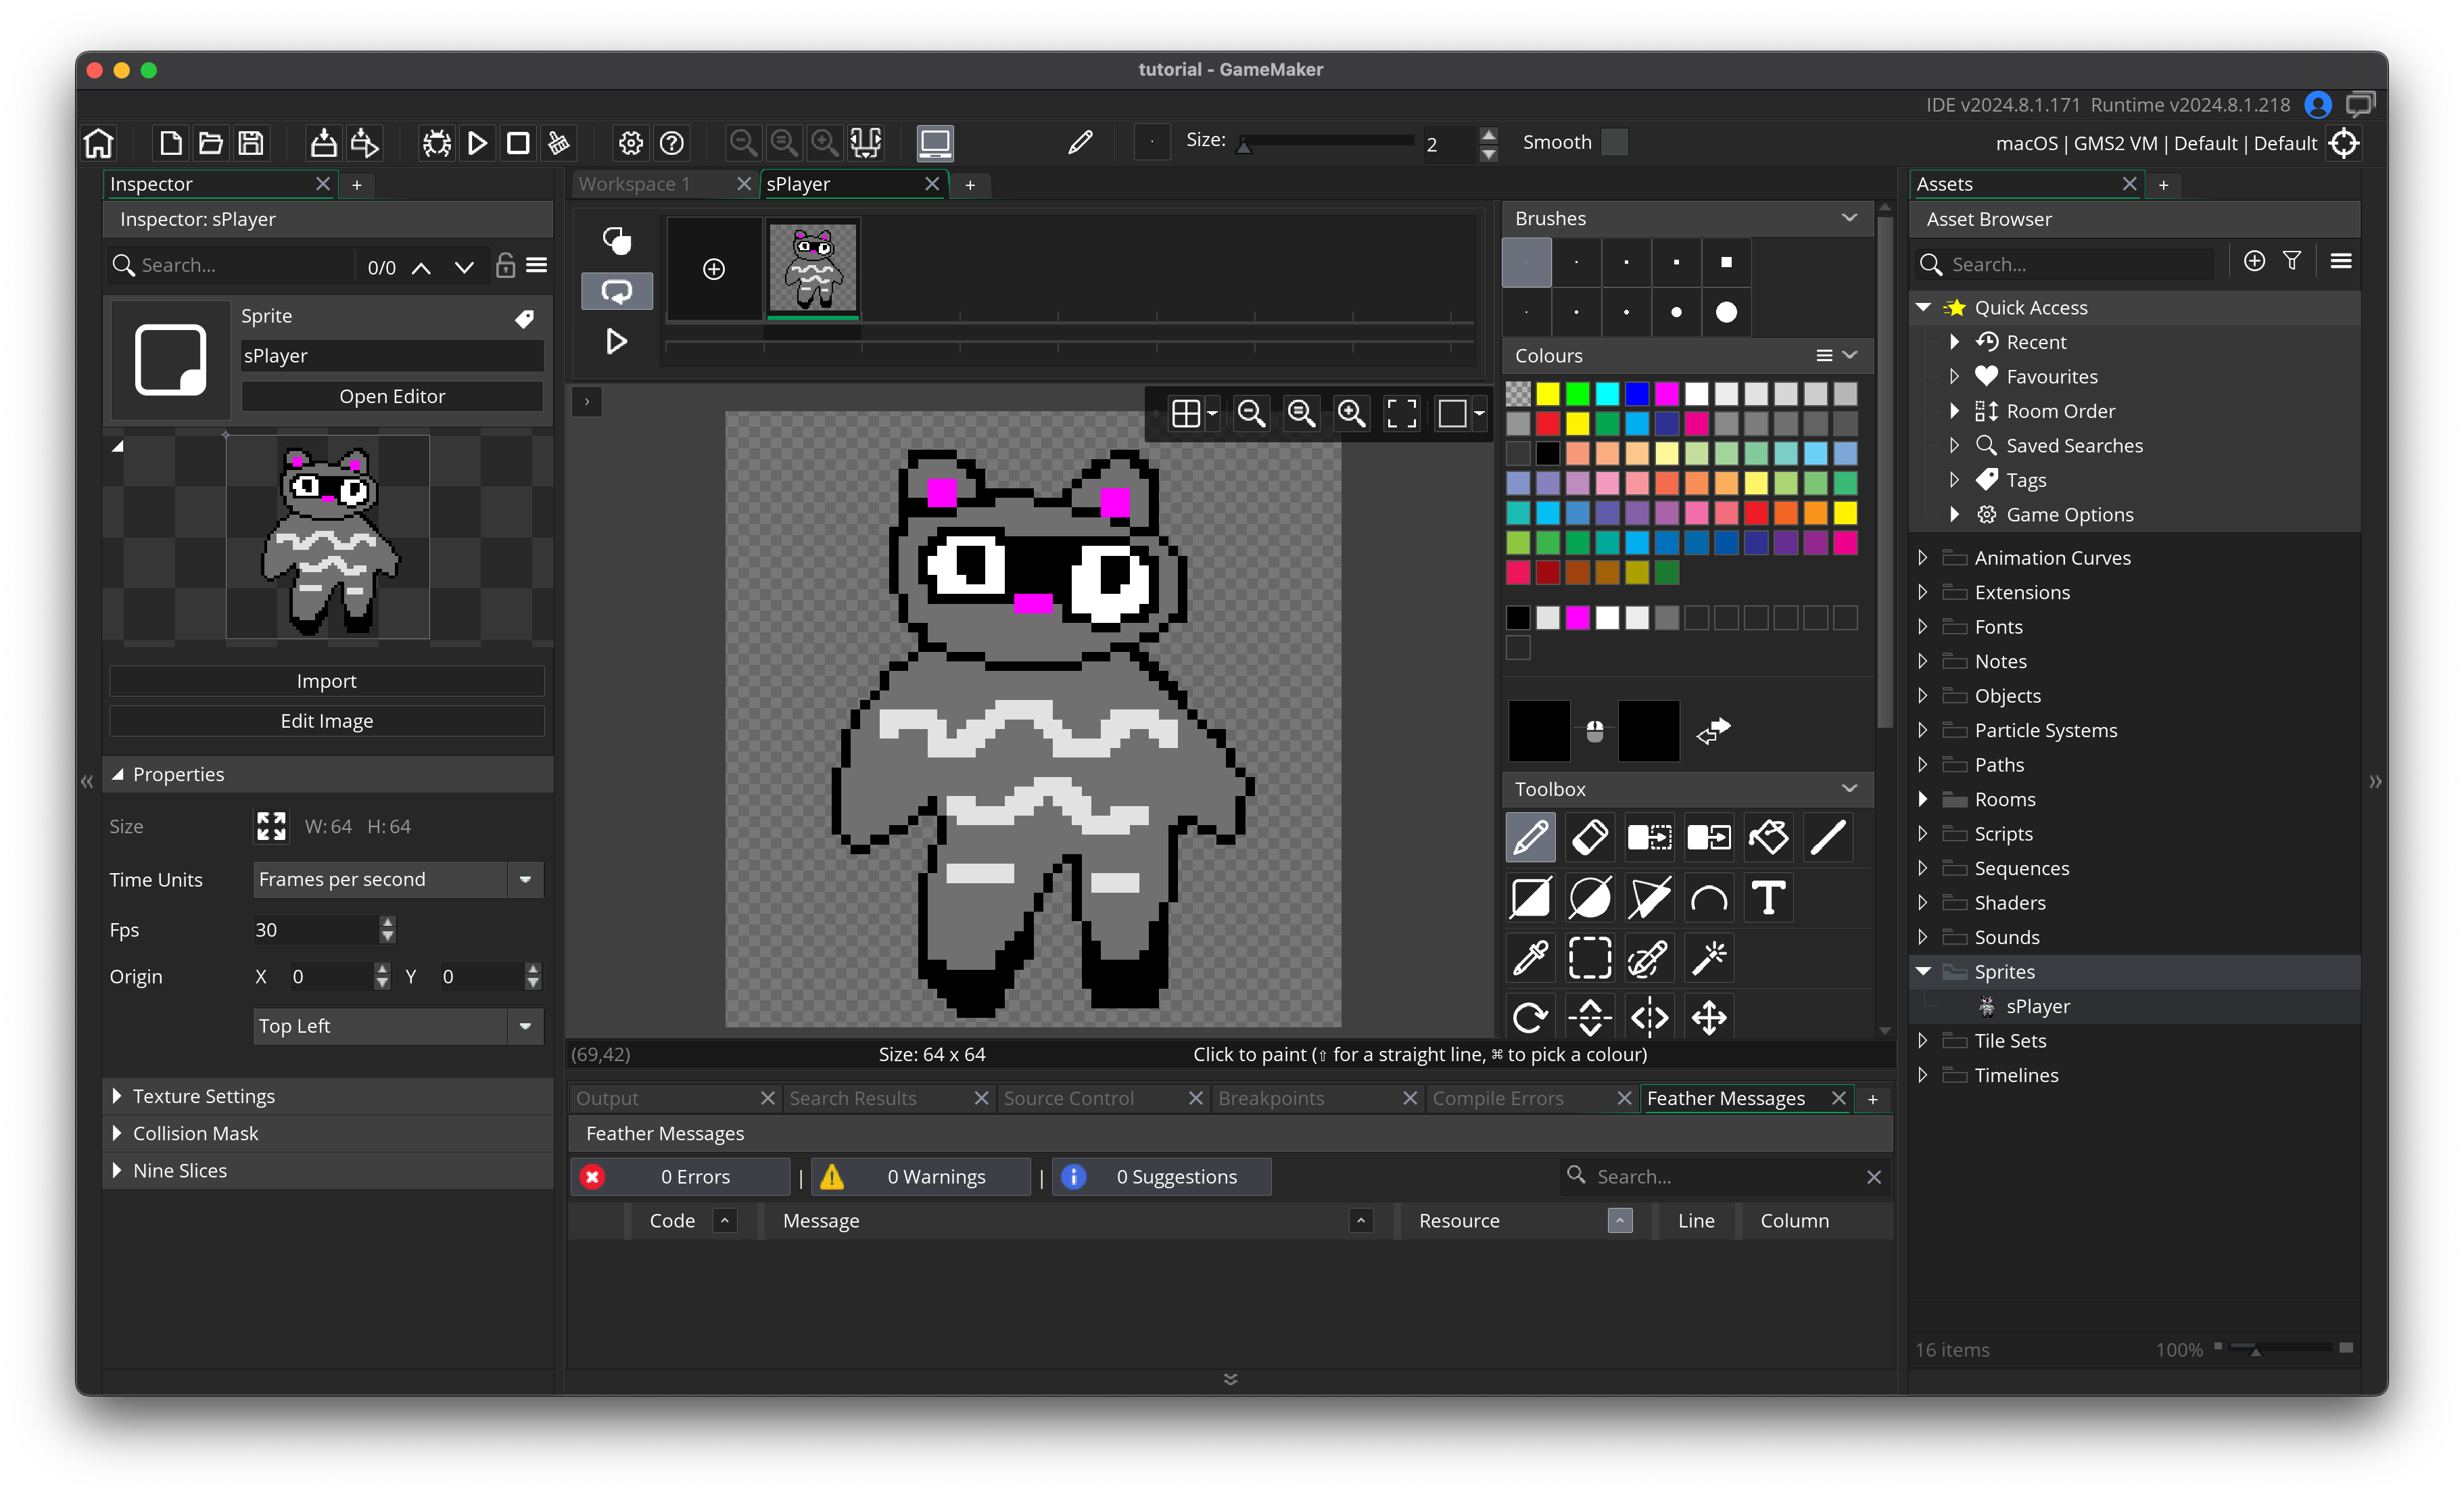 tutorial - GameMaker
IDE v2024.8.1.171 Runtime v2024.8.1.218
Size: 2 Smooth
macOS | GMS2 VM | Default | Default
Inspector
Inspector: sPlayer
Search...
0/0
Sprite
sPlayer
Open Editor
Import
Edit Image
Properties
Size W: 64 H: 64
Time Units Frames per second
Fps 30
Origin X 0 Y 0
Top Left
Texture Settings
Collision Mask
Nine Slices
Workspace 1
sPlayer
Brushes
Colours
Toolbox
(69,42)
Size: 64 x 64
Click to paint (⇧ for a straight line, ⌘ to pick a colour)
Output
Search Results
Source Control
Breakpoints
Compile Errors
Feather Messages
Feather Messages
0 Errors | 0 Warnings | 0 Suggestions
Search...
Code Message Resource Line Column
Assets
Asset Browser
Search...
Quick Access
Recent
Favourites
Room Order
Saved Searches
Tags
Game Options
Animation Curves
Extensions
Fonts
Notes
Objects
Particle Systems
Paths
Rooms
Scripts
Sequences
Shaders
Sounds
Sprites
sPlayer
Tile Sets
Timelines
16 items 100%